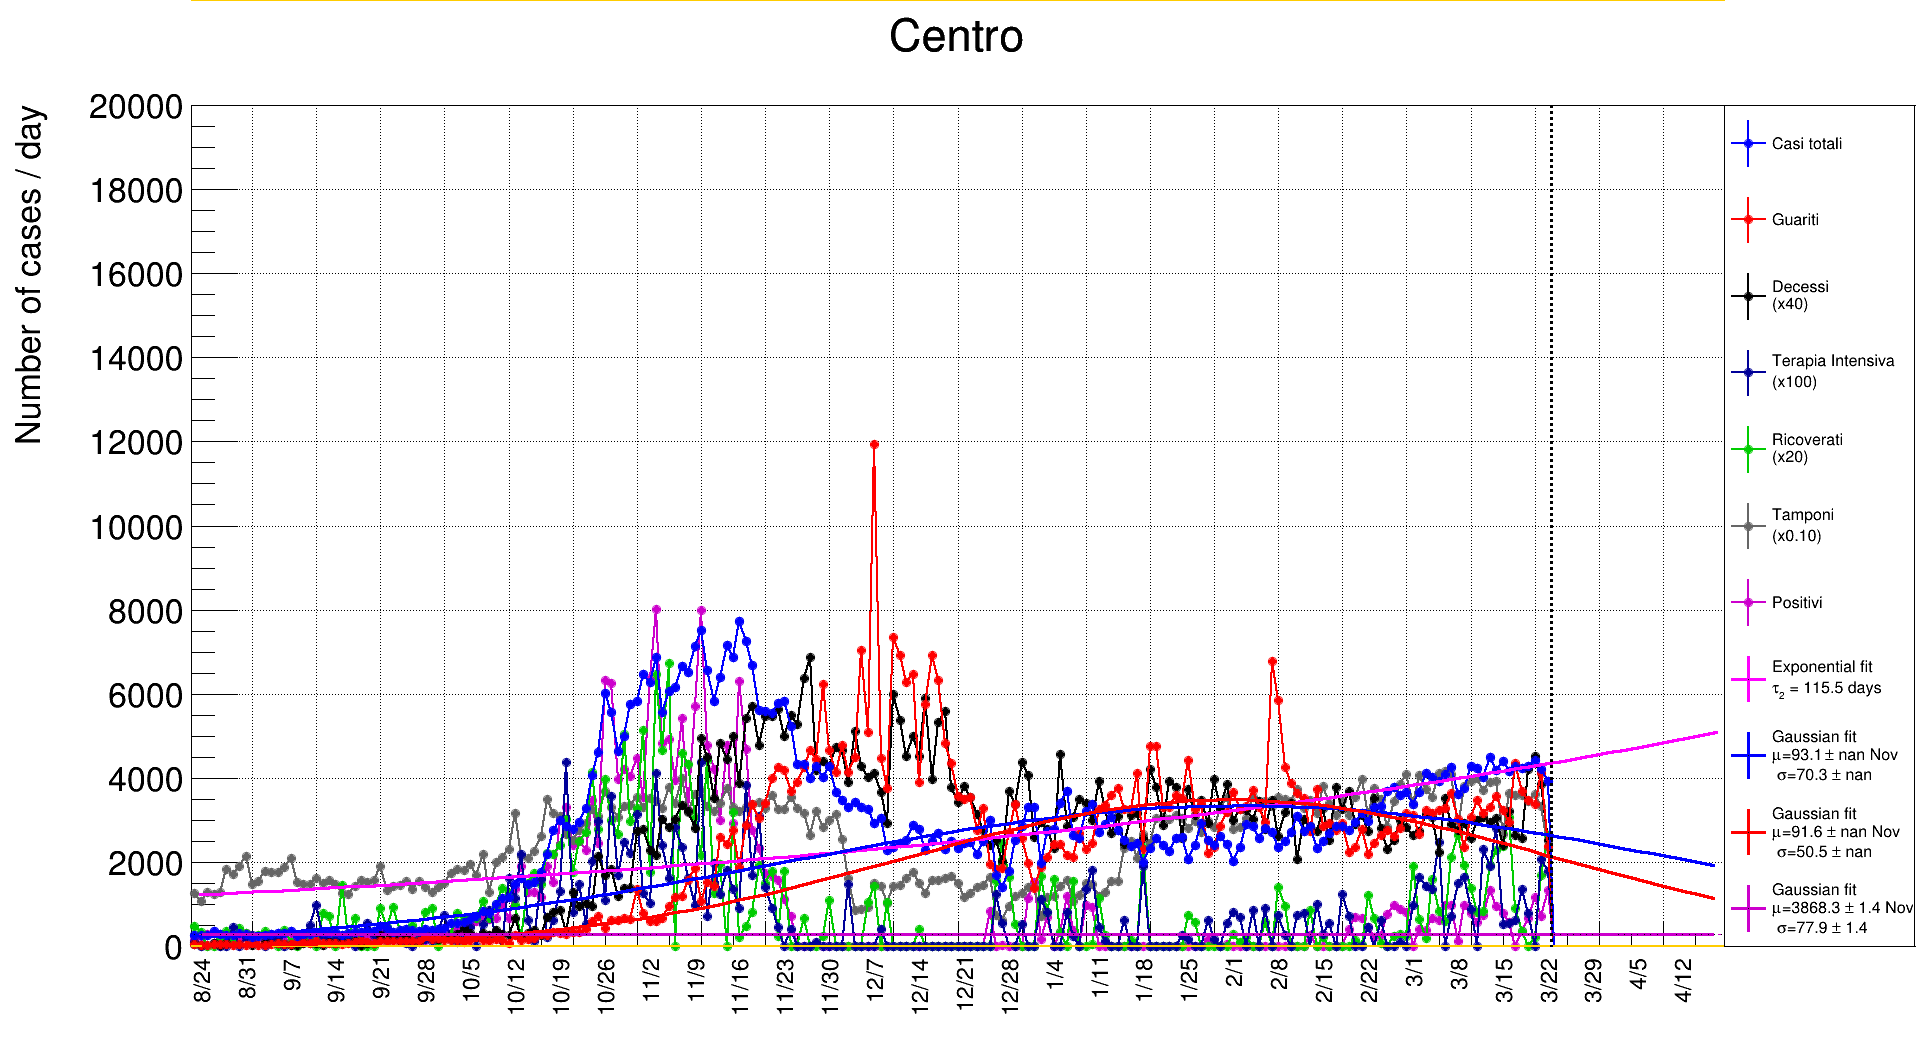 Centro
Number of cases / day
20000
18000
16000
14000
12000
10000
8000
6000
4000
2000
0
8/24
8/31
9/7
9/14
9/21
9/28
10/5
10/12
10/19
10/26
11/2
11/9
11/16
11/23
11/30
12/7
12/14
12/21
12/28
1/4
1/11
1/18
1/25
2/1
2/8
2/15
2/22
3/1
3/8
3/15
3/22
3/29
4/5
4/12
Casi totali
Guariti
Decessi
(x40)
Terapia Intensiva
(x100)
Ricoverati
(x20)
Tamponi
(x0.10)
Positivi
Exponential fit
τ2 = 115.5 days
Gaussian fit
μ=93.1 ± nan Nov
σ=70.3 ± nan
Gaussian fit
μ=91.6 ± nan Nov
σ=50.5 ± nan
Gaussian fit
μ=3868.3 ± 1.4 Nov
σ=77.9 ± 1.4